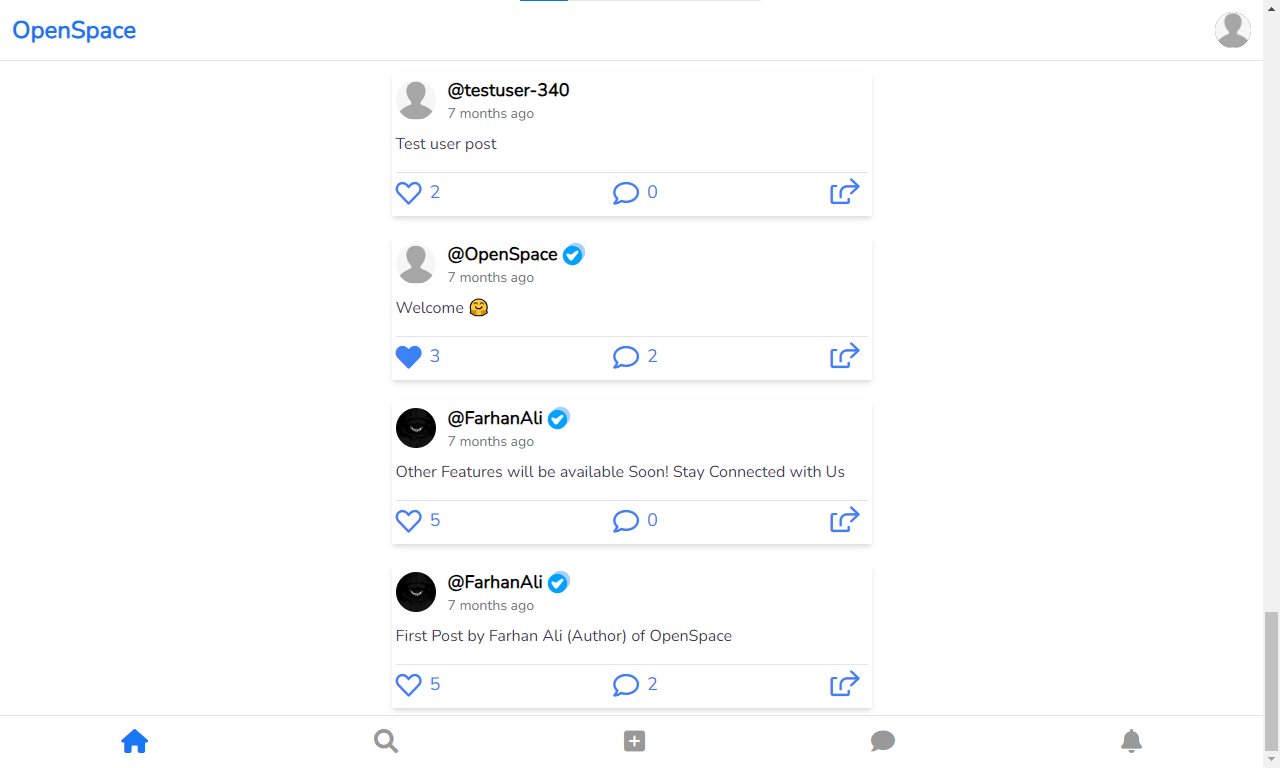 OpenSpace
@testuser-340
7 months ago
Test user post
2 0
@OpenSpace
7 months ago
Welcome 🤗
3 2
@FarhanAli
7 months ago
Other Features will be available Soon! Stay Connected with Us
5 0
@FarhanAli
7 months ago
First Post by Farhan Ali (Author) of OpenSpace
5 2